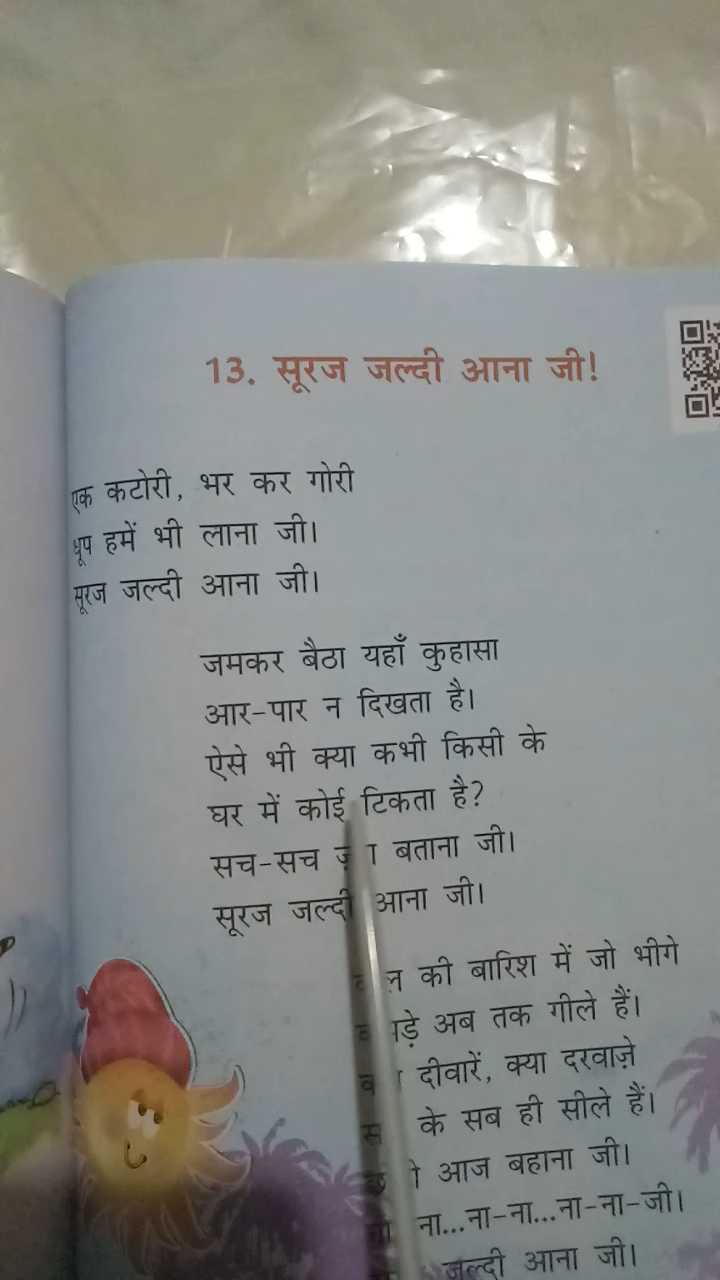 13. सूरज जल्दी आना जी!
एक कटोरी, भर कर गोरी
धूप हमें भी लाना जी।
सूरज जल्दी आना जी।
जमकर बैठा यहाँ कुहासा
आर-पार न दिखता है।
ऐसे भी क्या कभी किसी के
घर में कोई टिकता है?
सच-सच बताना जी।
सूरज जल्दी आना जी।
की बारिश में जो भीगे
अब तक गीले हैं।
दीवारें, क्या दरवाज़े
के सब ही सीले हैं।
आज बहाना जी।
ना...ना-ना...ना-ना-जी।
जल्दी आना जी।